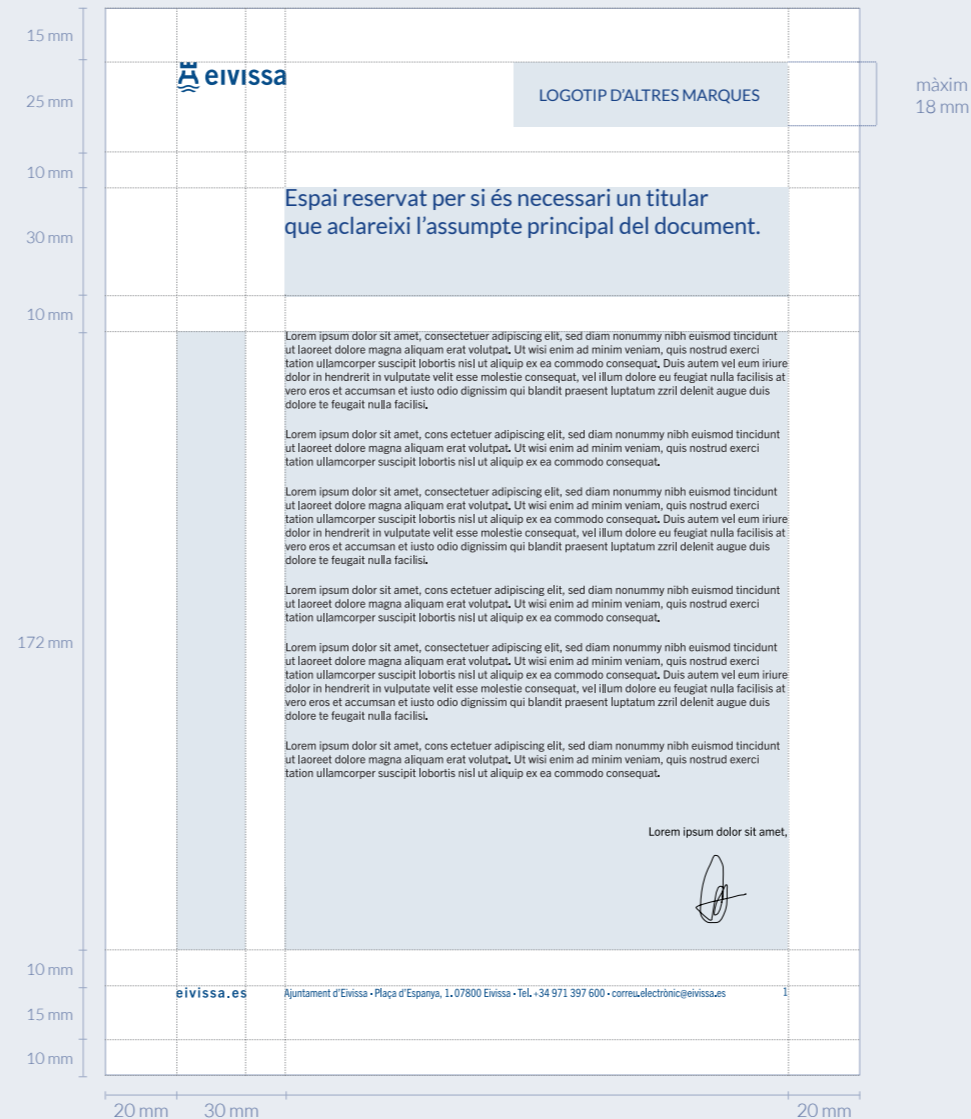 15 mm
eivissa
LOGOTIP D'ALTRES MARQUES
màxim
18 mm
25 mm
10 mm
Espai reservat per si és necessari un titular
que aclareixi l’assumpte principal del document.
30 mm
10 mm
Lorem ipsum dolor sit amet, consectetuer adipiscing elit, sed diam nonummy nibh euismod tincidunt
ut laoreet dolore magna aliquam erat volutpat. Ut wisi enim ad minim veniam, quis nostrud exerci
tation ullamcorper suscipit lobortis nisl ut aliquip ex ea commodo consequat. Duis autem vel eum iriure
dolor in hendrerit in vulputate velit esse molestie consequat, vel illum dolore eu feugiat nulla facilisis at
vero eros et accumsan et iusto odio dignissim qui blandit praesent luptatum zzril delenit augue duis
dolore te feugait nulla facilisi.
Lorem ipsum dolor sit amet, cons ectetuer adipiscing elit, sed diam nonummy nibh euismod tincidunt
ut laoreet dolore magna aliquam erat volutpat. Ut wisi enim ad minim veniam, quis nostrud exerci
tation ullamcorper suscipit lobortis nisl ut aliquip ex ea commodo consequat.
Lorem ipsum dolor sit amet, consectetuer adipiscing elit, sed diam nonummy nibh euismod tincidunt
ut laoreet dolore magna aliquam erat volutpat. Ut wisi enim ad minim veniam, quis nostrud exerci
tation ullamcorper suscipit lobortis nisl ut aliquip ex ea commodo consequat. Duis autem vel eum iriure
dolor in hendrerit in vulputate velit esse molestie consequat, vel illum dolore eu feugiat nulla facilisis at
vero eros et accumsan et iusto odio dignissim qui blandit praesent luptatum zzril delenit augue duis
dolore te feugait nulla facilisi.
Lorem ipsum dolor sit amet, cons ectetuer adipiscing elit, sed diam nonummy nibh euismod tincidunt
ut laoreet dolore magna aliquam erat volutpat. Ut wisi enim ad minim veniam, quis nostrud exerci
tation ullamcorper suscipit lobortis nisl ut aliquip ex ea commodo consequat.
172 mm
Lorem ipsum dolor sit amet, consectetuer adipiscing elit, sed diam nonummy nibh euismod tincidunt
ut laoreet dolore magna aliquam erat volutpat. Ut wisi enim ad minim veniam, quis nostrud exerci
tation ullamcorper suscipit lobortis nisl ut aliquip ex ea commodo consequat. Duis autem vel eum iriure
dolor in hendrerit in vulputate velit esse molestie consequat, vel illum dolore eu feugiat nulla facilisis at
vero eros et accumsan et iusto odio dignissim qui blandit praesent luptatum zzril delenit augue duis
dolore te feugait nulla facilisi.
Lorem ipsum dolor sit amet, cons ectetuer adipiscing elit, sed diam nonummy nibh euismod tincidunt
ut laoreet dolore magna aliquam erat volutpat. Ut wisi enim ad minim veniam, quis nostrud exerci
tation ullamcorper suscipit lobortis nisl ut aliquip ex ea commodo consequat.
Lorem ipsum dolor sit amet,
10 mm
eivissa.es Ajuntament d'Eivissa • Plaça d'Espanya, 1. 07800 Eivissa • Tel. +34 971 397 600 • correu.electrònic@eivissa.es 1
15 mm
10 mm
20 mm 30 mm 20 mm